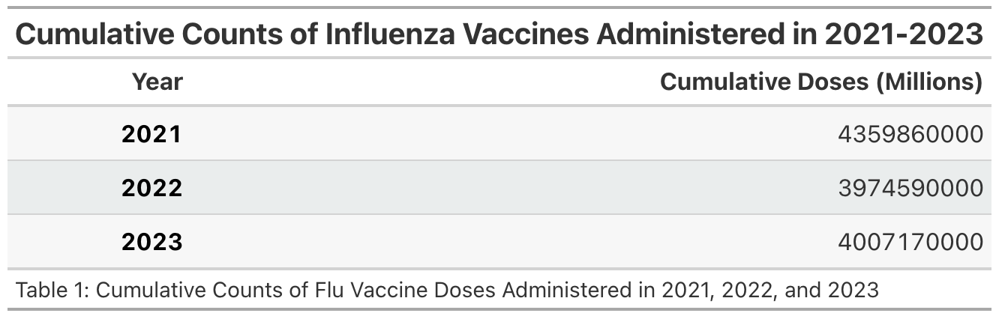 Cumulative Counts of Influenza Vaccines Administered in 2021-2023
Year Cumulative Doses (Millions)
2021 4359860000
2022 3974590000
2023 4007170000
Table 1: Cumulative Counts of Flu Vaccine Doses Administered in 2021, 2022, and 2023